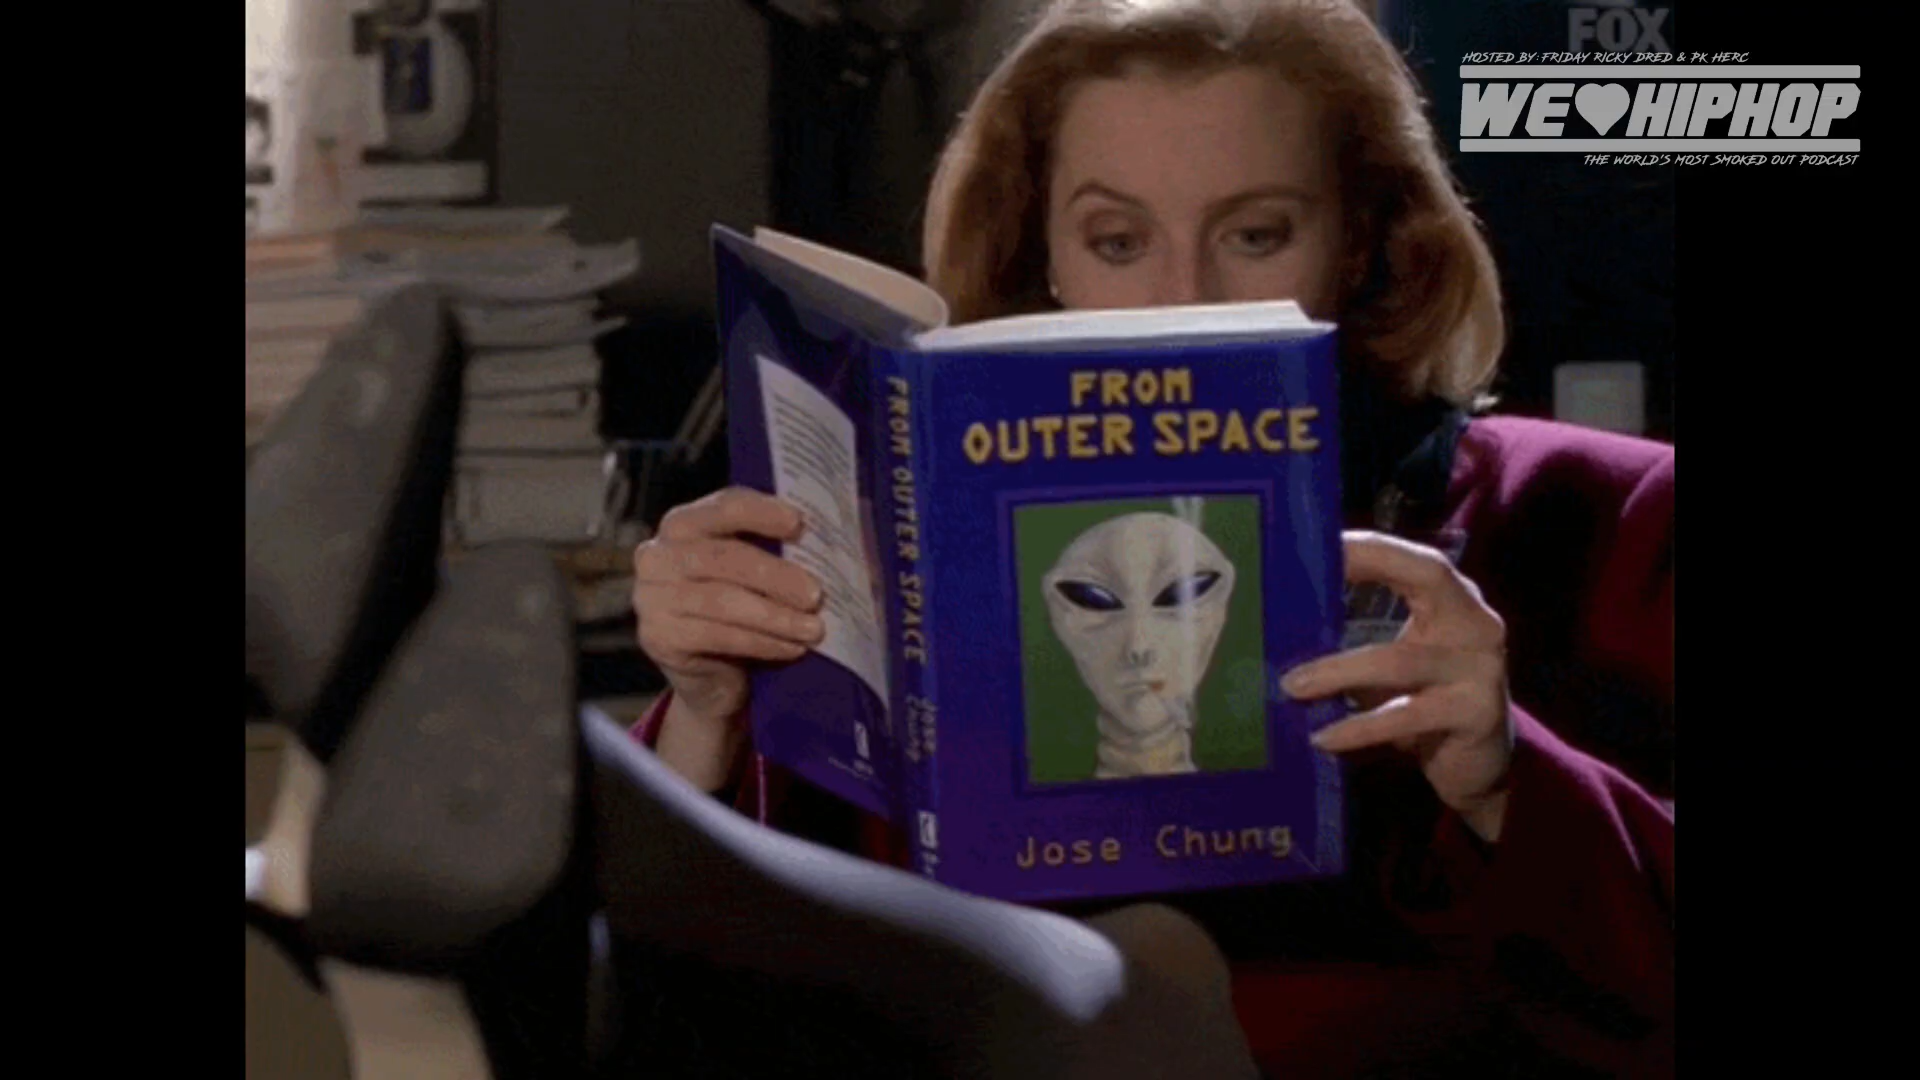 FOX
HOSTED BY: FRIDAY RICKY DRED & PK HERC
WE♥HIPHOP
THE WORLD'S MOST SMOKED OUT PODCAST
FROM
OUTER SPACE
Jose Chung
FROM OUTER SPACE Jose Chung